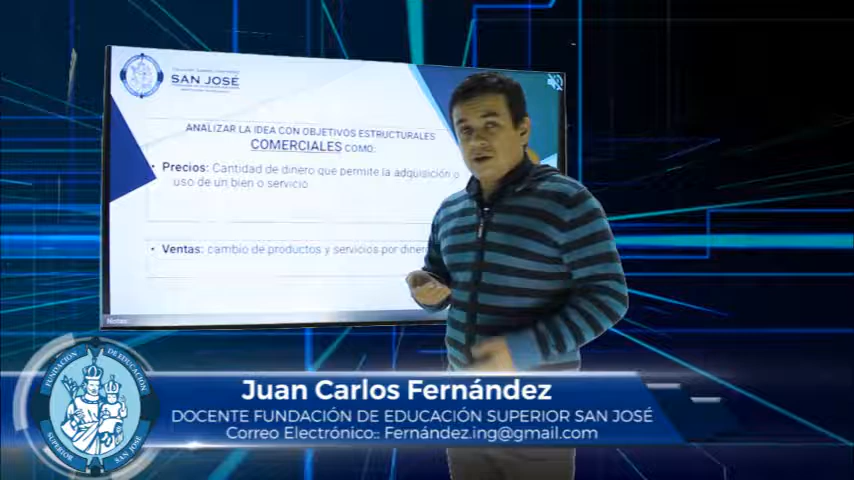 SAN JOSÉ
ANALIZAR LA IDEA CON OBJETIVOS ESTRUCTURALES
COMERCIALES COMO:
• Precios: Cantidad de dinero que permite la adquisición o
uso de un bien o servicio
• Ventas: cambio de productos y servicios por diner
Notas
Juan Carlos Fernández
DOCENTE FUNDACIÓN DE EDUCACIÓN SUPERIOR SAN JOSÉ
Correo Electrónico: Fernández.ing@gmail.com
FUNDACIÓN DE EDUCACIÓN
SUPERIOR SAN JOSÉ